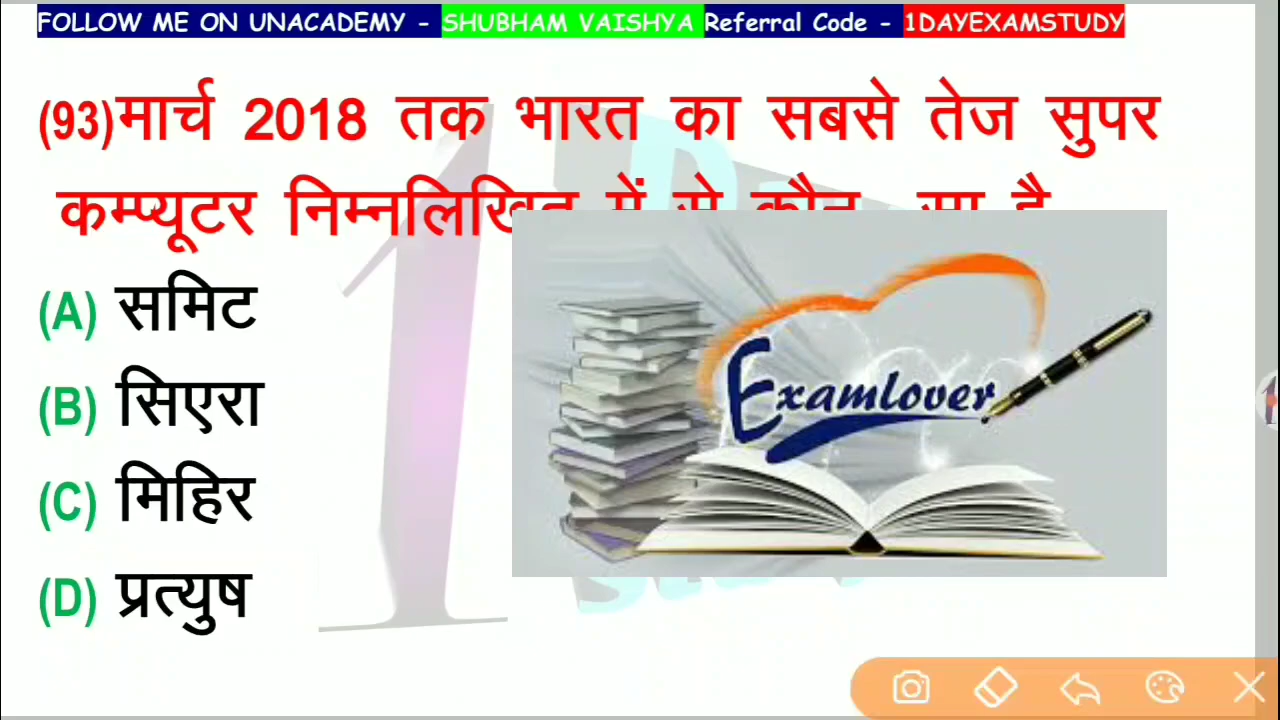 FOLLOW ME ON UNACADEMY - SHUBHAM VAISHYA Referral Code - 1DAYEXAMSTUDY
(93)मार्च 2018 तक भारत का सबसे तेज सुपर
कम्प्यूटर निम्नलिखित में से कौन सा है
(A) समिट
(B) सिएरा
(C) मिहिर
(D) प्रत्युष
Examlover